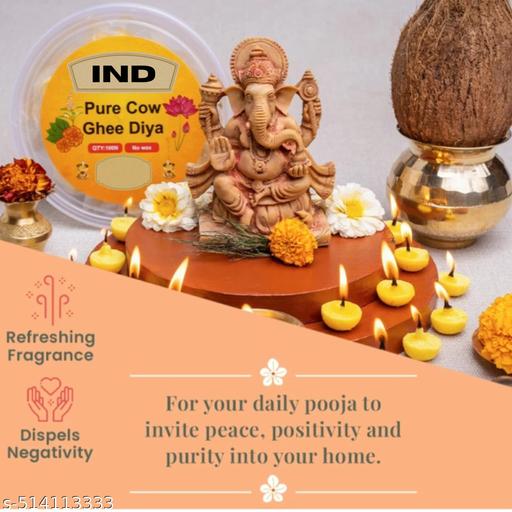 IND
Pure Cow
Ghee Diya
No wax
Refreshing
Fragrance
Dispels
Negativity
For your daily pooja to
invite peace, positivity and
purity into your home.
s-514113333